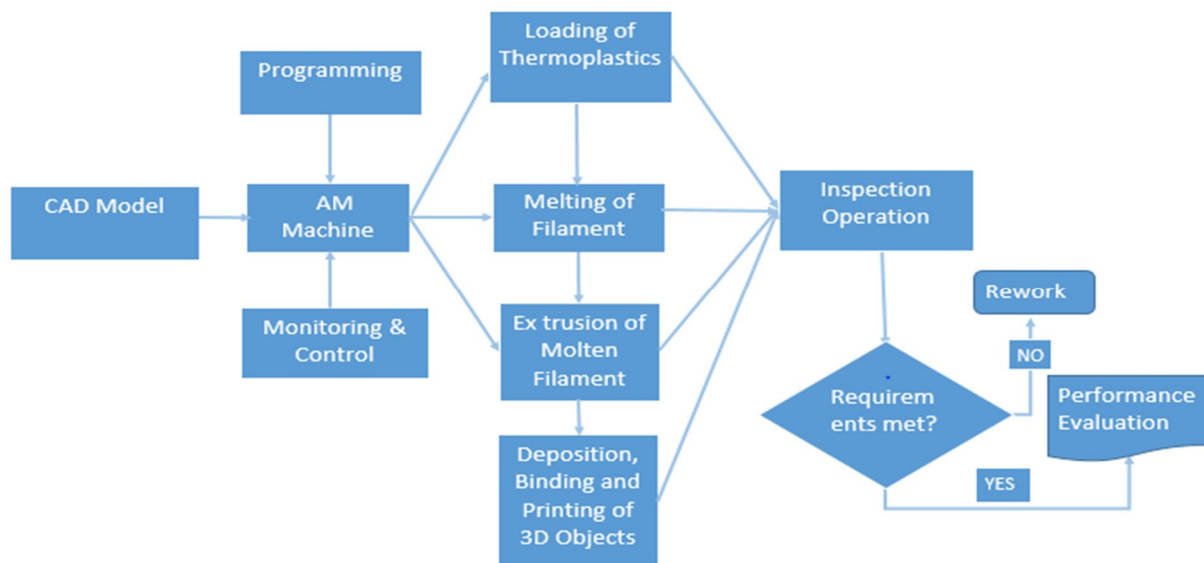 Loading of
Thermoplastics
Programming
CAD Model
AM
Machine
Melting of
Filament
Inspection
Operation
Monitoring &
Control
Ex trusion of
Molten
Filament
Rework
NO
Requirem
ents met?
Performance
Evaluation
Deposition,
Binding and
Printing of
3D Objects
YES